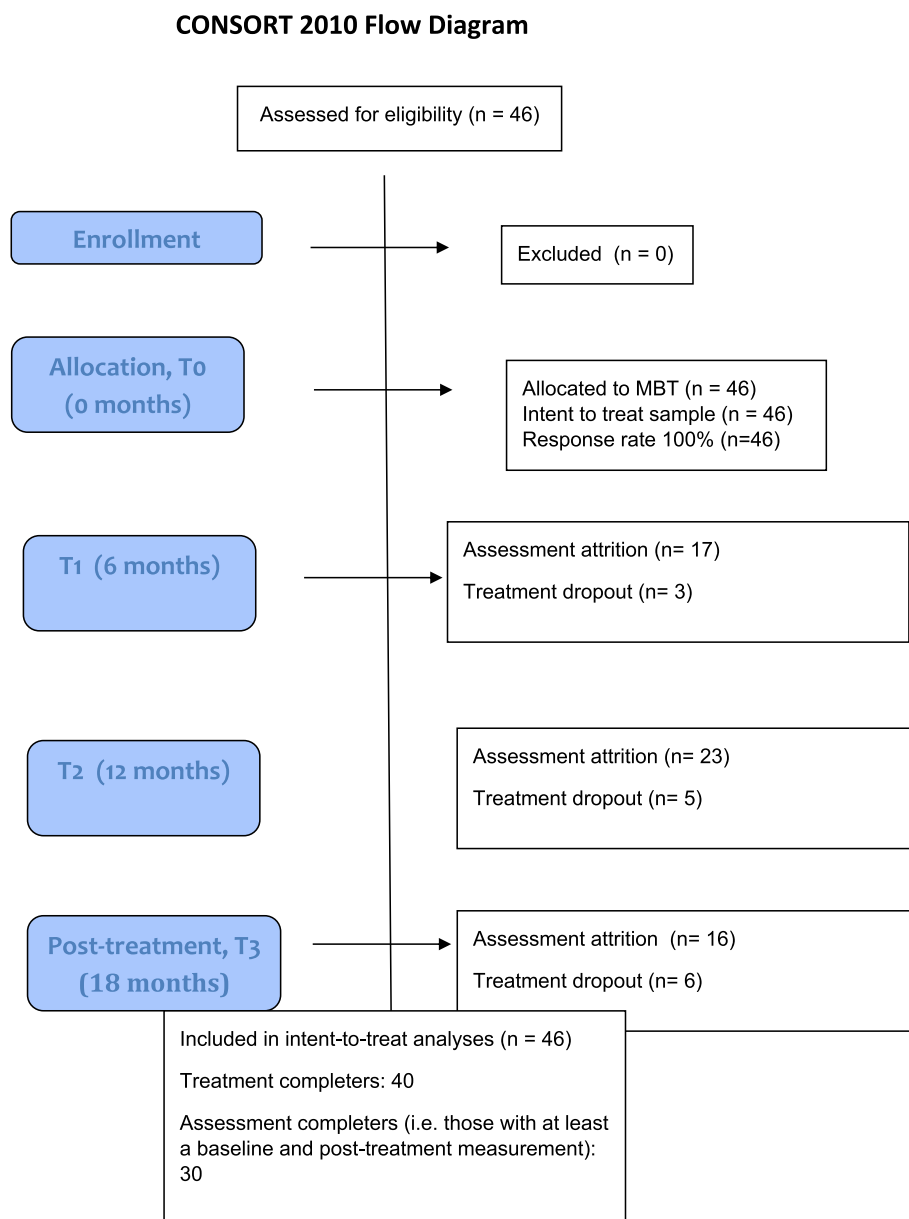 CONSORT 2010 Flow Diagram
Assessed for eligibility (n = 46)
Enrollment
Excluded  (n = 0)
Allocation, T0
(0 months)
Allocated to MBT (n = 46)
Intent to treat sample (n = 46)
Response rate 100% (n=46)
T1  (6 months)
Assessment attrition (n= 17)
Treatment dropout (n= 3)
T2  (12 months)
Assessment attrition (n= 23)
Treatment dropout (n= 5)
Post-treatment, T3
(18 months)
Assessment attrition  (n= 16)
Treatment dropout (n= 6)
Included in intent-to-treat analyses (n = 46)
Treatment completers: 40
Assessment completers (i.e. those with at least
a baseline and post-treatment measurement):
30